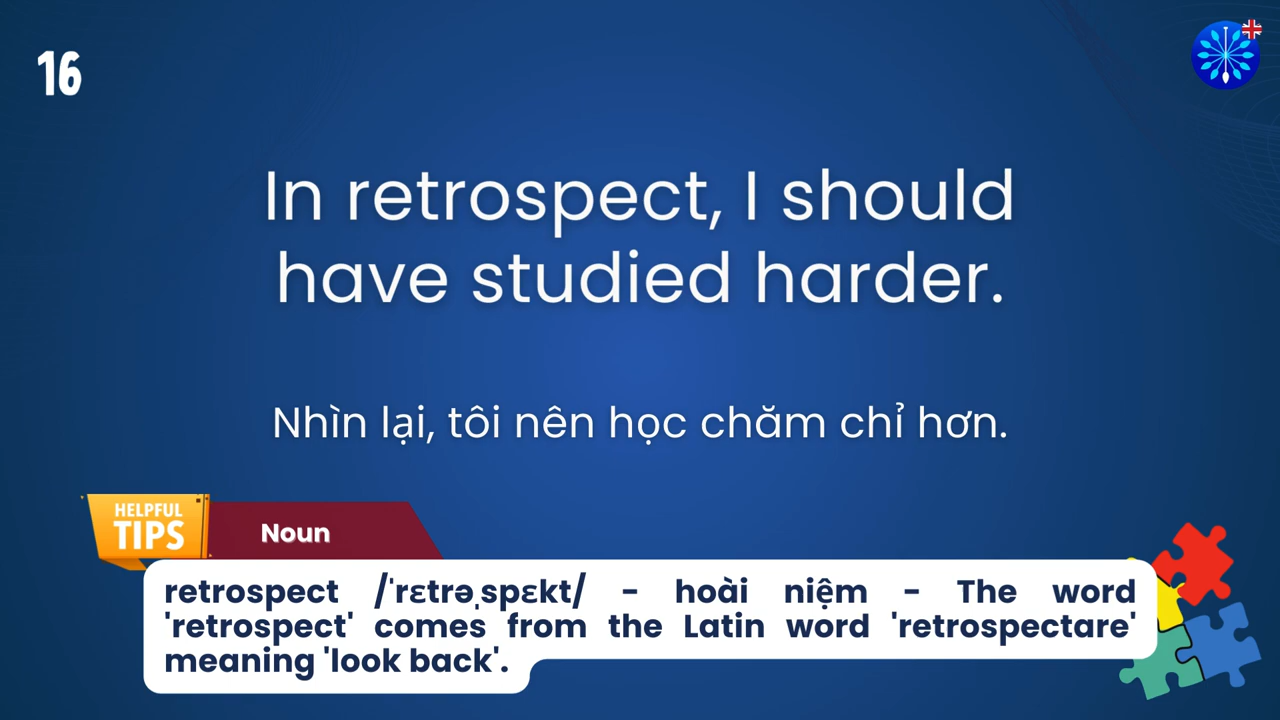 16
In retrospect, I should
have studied harder.
Nhìn lại, tôi nên học chăm chỉ hơn.
HELPFUL
TIPS
Noun
retrospect /ˈrɛtrəˌspɛkt/ - hoài niệm - The word
'retrospect' comes from the Latin word 'retrospectare'
meaning 'look back'.